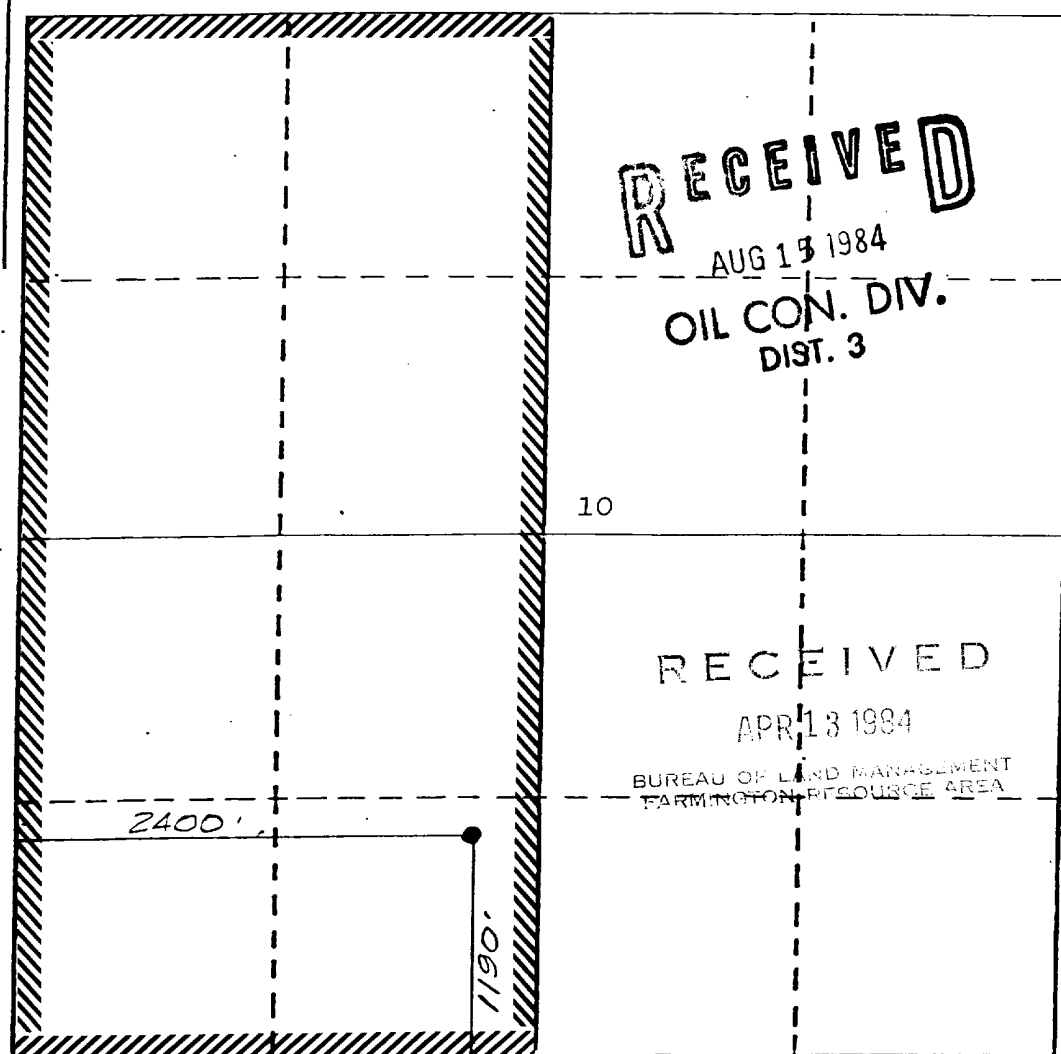 RECEIVED
AUG 15 1984
OIL CON. DIV.
DIST. 3
10
RECEIVED
APR 13 1984
BUREAU OF LAND MANAGEMENT
FARMINGTON RESOURCE AREA
2400'
1190'